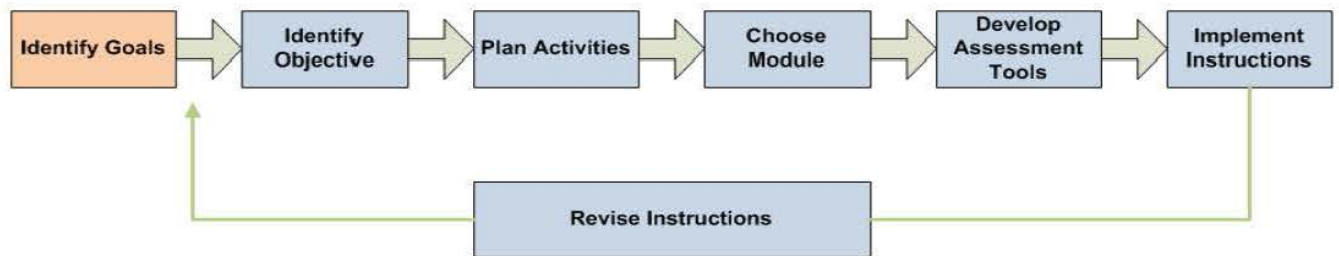 Identify Goals
Identify
Objective
Plan Activities
Choose
Module
Develop
Assessment
Tools
Implement
Instructions
Revise Instructions